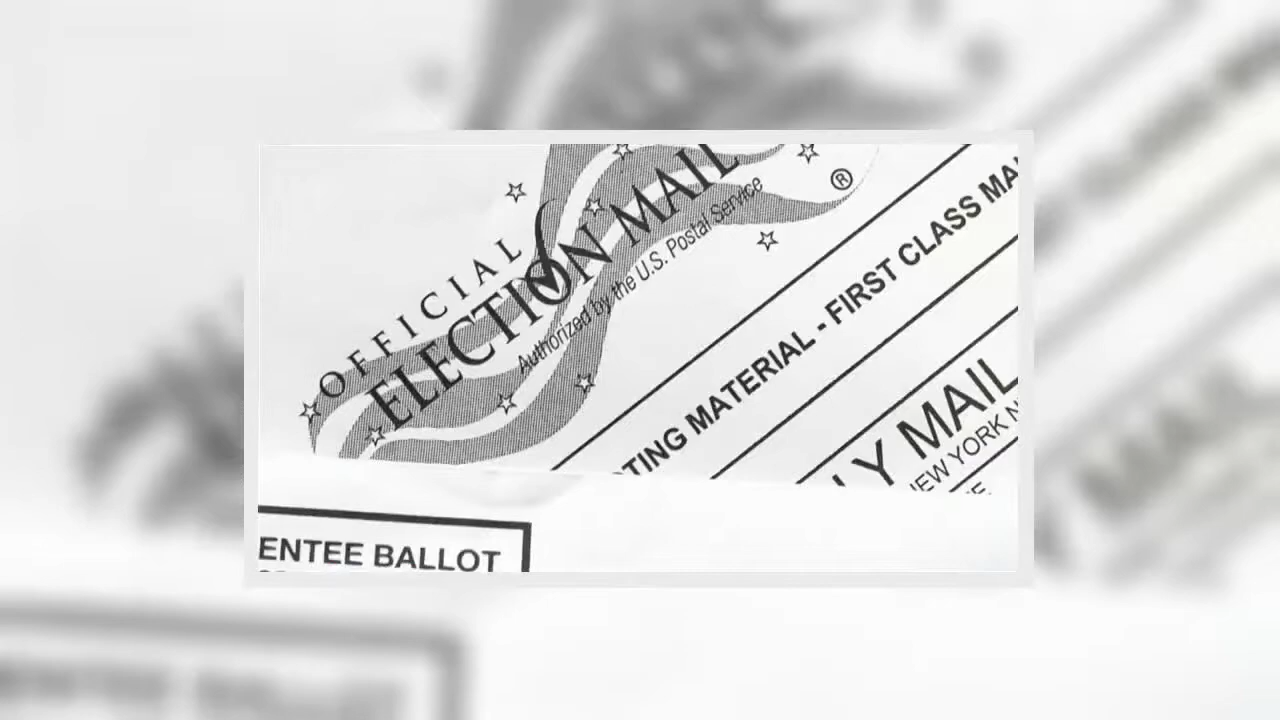 OFFICIAL
ELECTION MAIL
®
Authorized by the U.S. Postal Service
TING MATERIAL - FIRST CLASS MA
LY MAIL
NEW YORK N
ENTEE BALLOT